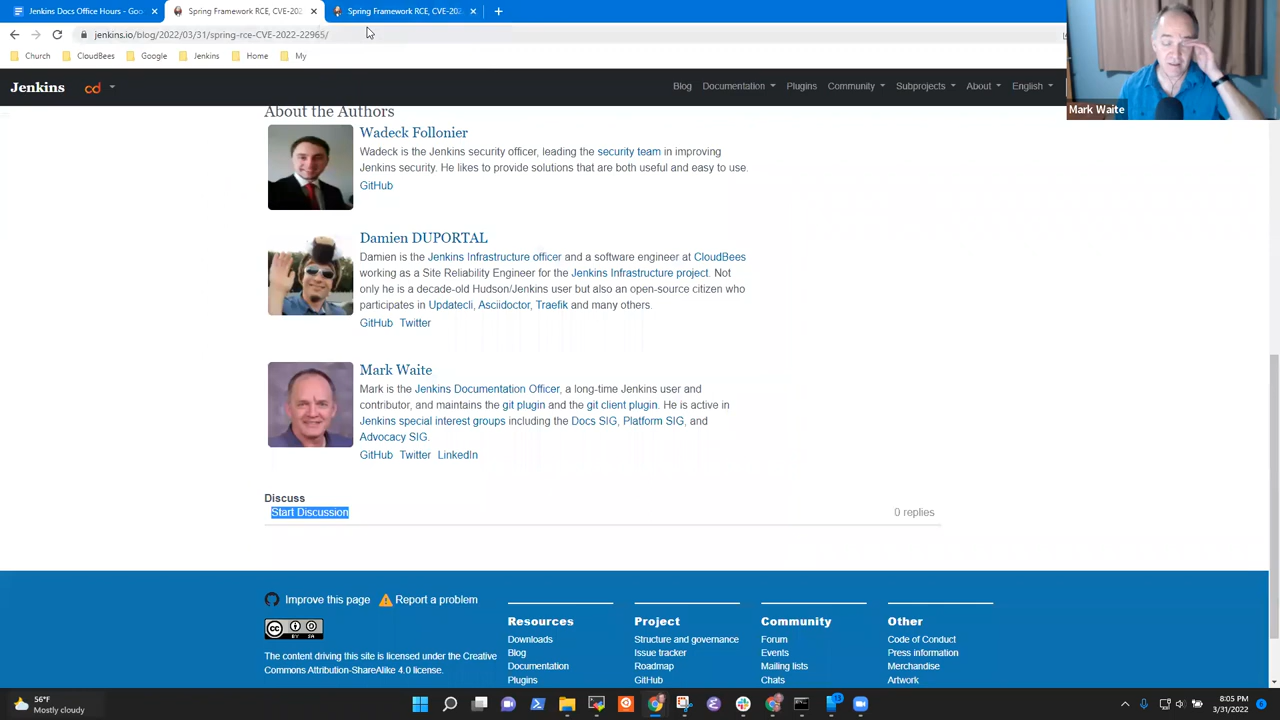 Jenkins Docs Office Hours - Goo
Spring Framework RCE, CVE-202
Spring Framework RCE, CVE-202
jenkins.io/blog/2022/03/31/spring-rce-CVE-2022-22965/
Church
CloudBees
Google
Jenkins
Home
My
Mark Waite
Jenkins
cd
Blog
Documentation
Plugins
Community
Subprojects
About
English
About the Authors
Wadeck Follonier
Wadeck is the Jenkins security officer, leading the security team in improving
Jenkins security. He likes to provide solutions that are both useful and easy to use.
GitHub
Damien DUPORTAL
Damien is the Jenkins Infrastructure officer and a software engineer at CloudBees
working as a Site Reliability Engineer for the Jenkins Infrastructure project. Not
only he is a decade-old Hudson/Jenkins user but also an open-source citizen who
participates in Updatecli, Asciidoctor, Traefik and many others.
GitHub Twitter
Mark Waite
Mark is the Jenkins Documentation Officer, a long-time Jenkins user and
contributor, and maintains the git plugin and the git client plugin. He is active in
Jenkins special interest groups including the Docs SIG, Platform SIG, and
Advocacy SIG.
GitHub Twitter LinkedIn
Discuss
Start Discussion
0 replies
Improve this page
Report a problem
The content driving this site is licensed under the Creative
Commons Attribution-ShareAlike 4.0 license.
Resources
Downloads
Blog
Documentation
Plugins
Project
Structure and governance
Issue tracker
Roadmap
GitHub
Community
Forum
Events
Mailing lists
Chats
Other
Code of Conduct
Press information
Merchandise
Artwork
56°F
Mostly cloudy
8:05 PM
3/31/2022